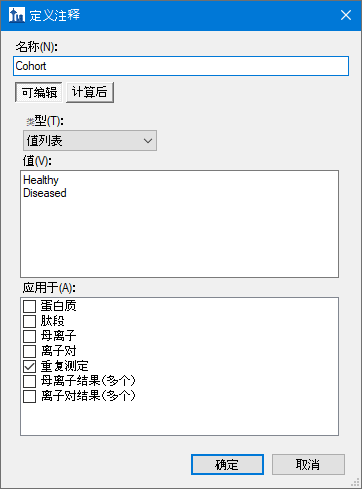 定义注释
名称(N):
Cohort
可编辑 计算后
类型(T):
值列表
值(V):
Healthy
Diseased
应用于(A):
蛋白质
肽段
母离子
离子对
重复测定
母离子结果(多个)
离子对结果(多个)
确定 取消